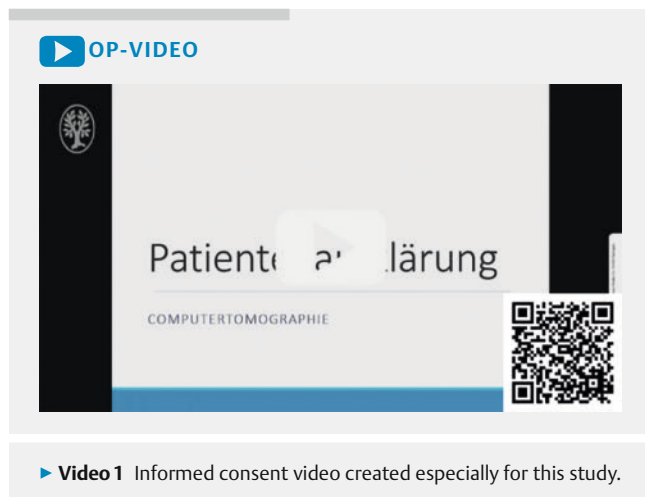 OP-VIDEO
COMPUTERTOMOGRAPHIE
▶ Video 1 Informed consent video created especially for this study.